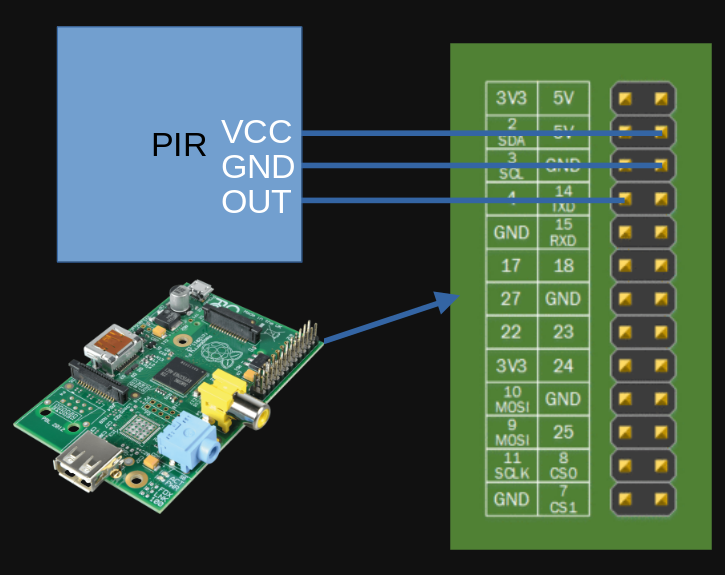 PIR
VCC
GND
OUT
3V3 5V
2 SDA 5V
3 SCL GND
4 14 TXD
GND 15 RXD
17 18
27 GND
22 23
3V3 24
10 MOSI GND
9 MOSI 25
11 SCLK 8 CS0
GND 7 CS1